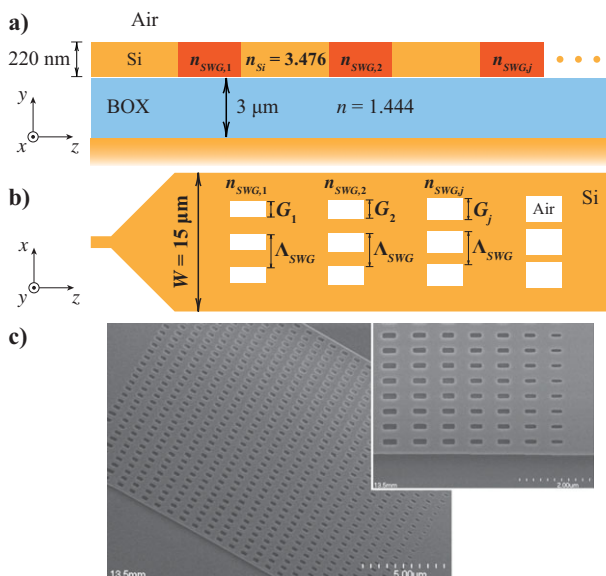 a)
Air
220 nm
Si
n_SWG,1
n_Si = 3.476
n_SWG,2
n_SWG,j
y
x
z
BOX
3 μm
n = 1.444
b)
n_SWG,1
n_SWG,2
n_SWG,j
Si
W = 15 μm
G_1
G_2
G_j
Air
Λ_SWG
Λ_SWG
Λ_SWG
x
y
z
c)
13.5mm
2.00um
13.5mm
5.00um